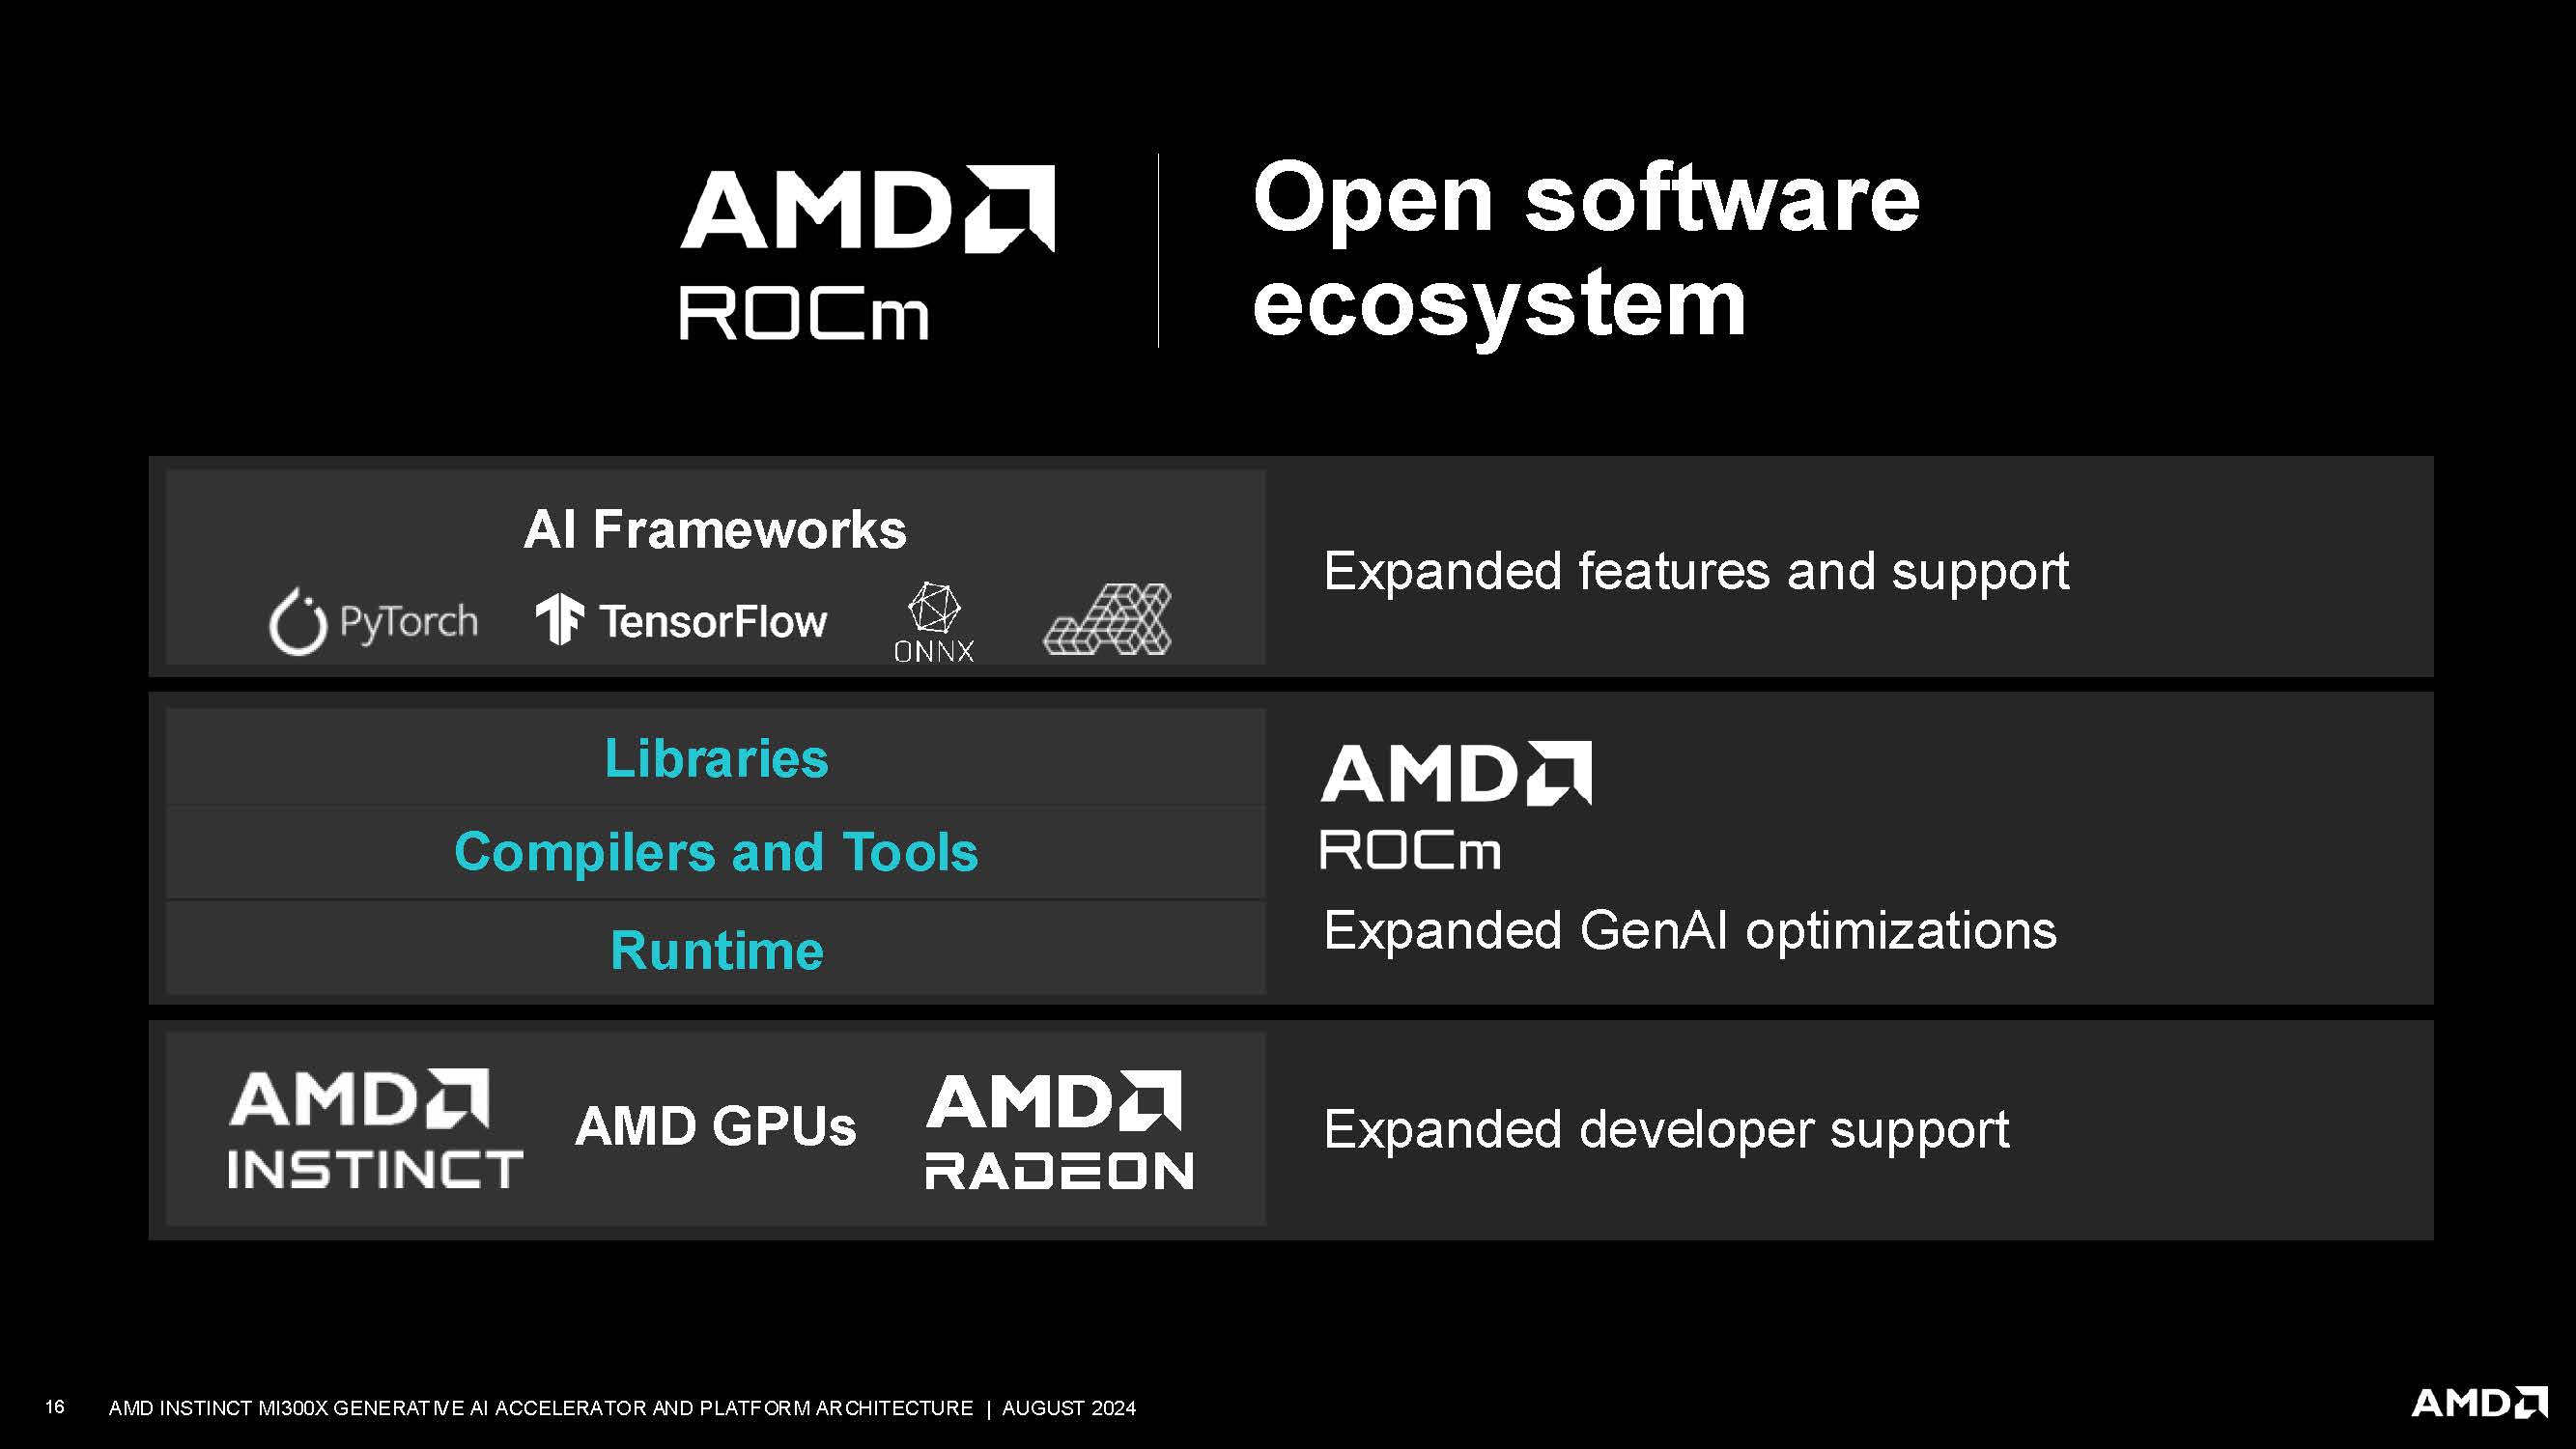 AMD
ROCm
Open software
ecosystem
AI Frameworks
PyTorch
TensorFlow
ONNX
JAX
Expanded features and support
Libraries
Compilers and Tools
Runtime
AMD
ROCm
Expanded GenAI optimizations
AMD
INSTINCT
AMD GPUs
AMD
RADEON
Expanded developer support
16 AMD INSTINCT MI300X GENERATIVE AI ACCELERATOR AND PLATFORM ARCHITECTURE | AUGUST 2024
AMD